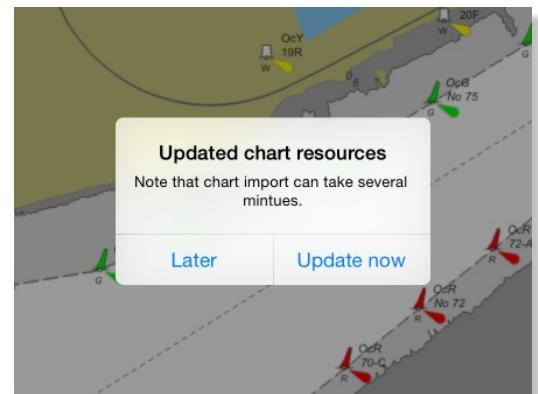 20F
W
OcY
19R
W
G
OcG
No 75
G
Updated chart resources
Note that chart import can take several
mintues.
Later
Update now
G
OcR
72-A
R
OcR
No 72
R
OcR
70-C
R